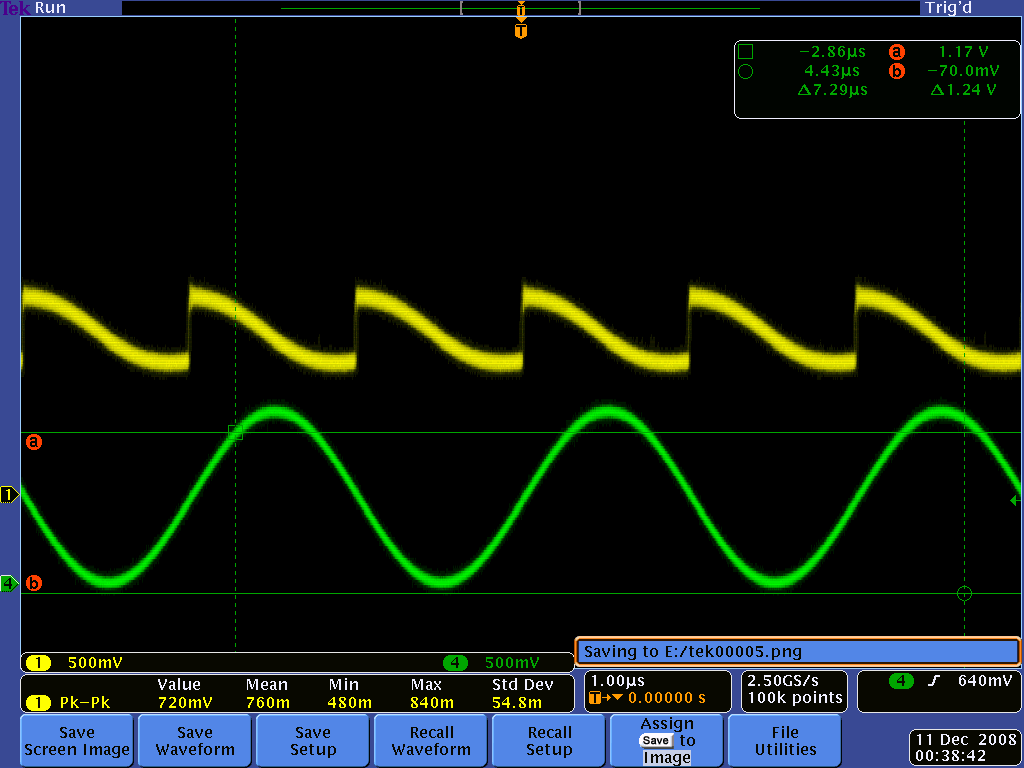 Tek Run Trig'd
T
T
−2.86µs a 1.17 V
4.43µs b −70.0mV
Δ7.29µs Δ1.24 V
a
1
4 b
1 500mV 4 500mV
Saving to E:/tek00005.png
Value Mean Min Max Std Dev
1 Pk−Pk 720mV 760m 480m 840m 54.8m
1.00µs
T→▼ 0.00000 s
2.50GS/s
100k points
4 640mV
Save
Screen Image
Save
Waveform
Save
Setup
Recall
Waveform
Recall
Setup
Assign
Save to
Image
File
Utilities
11 Dec 2008
00:38:42